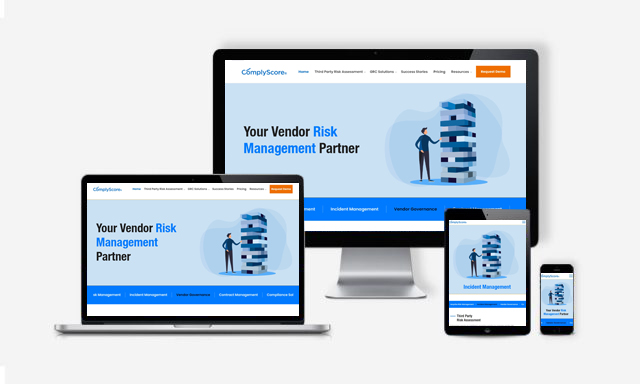 ComplyScore
Home Third Party Risk Assessment GRC Solutions Success Stories Pricing Resources Request Demo
Your Vendor Risk
Management Partner
Incident Management Vendor Governance
ComplyScore
Home Third Party Risk Assessment GRC Solutions Success Stories Pricing Resources Request Demo
Your Vendor Risk
Management
Partner
Incident Management Vendor Governance Contract Management Compliance
ComplyScore
Incident Management
Third Party
Risk Assessment
ComplyScore
Your Vendor Risk
Management Partner